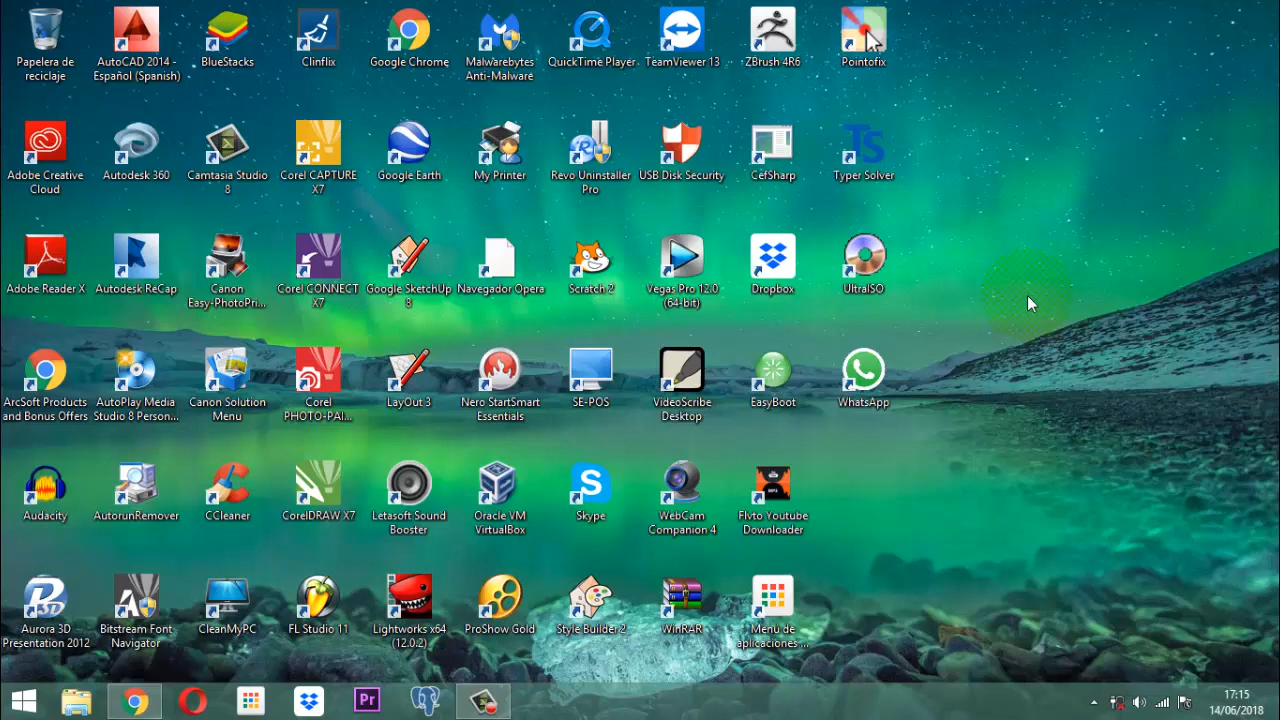 Papelera de
reciclaje
AutoCAD 2014 -
Español (Spanish)
BlueStacks
Clinflix
Google Chrome
Malwarebytes
Anti-Malware
QuickTime Player
TeamViewer 13
ZBrush 4R6
Pointofix
Adobe Creative
Cloud
Autodesk 360
Camtasia Studio
8
Corel CAPTURE
X7
Google Earth
My Printer
Revo Uninstaller
Pro
USB Disk Security
CefSharp
Ts
Typer Solver
Adobe Reader X
Autodesk ReCap
Canon
Easy-PhotoPri...
Corel CONNECT
X7
Google SketchUp
8
Navegador Opera
Scratch 2
Vegas Pro 12.0
(64-bit)
Dropbox
UltraISO
ArcSoft Products
and Bonus Offers
AutoPlay Media
Studio 8 Person...
Canon Solution
Menu
Corel
PHOTO-PAI...
LayOut 3
Nero StartSmart
Essentials
SE-POS
VideoScribe
Desktop
EasyBoot
WhatsApp
Audacity
AutorunRemover
CCleaner
CorelDRAW X7
Letasoft Sound
Booster
Oracle VM
VirtualBox
Skype
WebCam
Companion 4
Flvto Youtube
Downloader
Aurora 3D
Presentation 2012
Bitstream Font
Navigator
CleanMyPC
FL Studio 11
Lightworks x64
(12.0.2)
ProShow Gold
Style Builder 2
WinRAR
Menú de
aplicaciones ...
Pr
17:15
14/06/2018